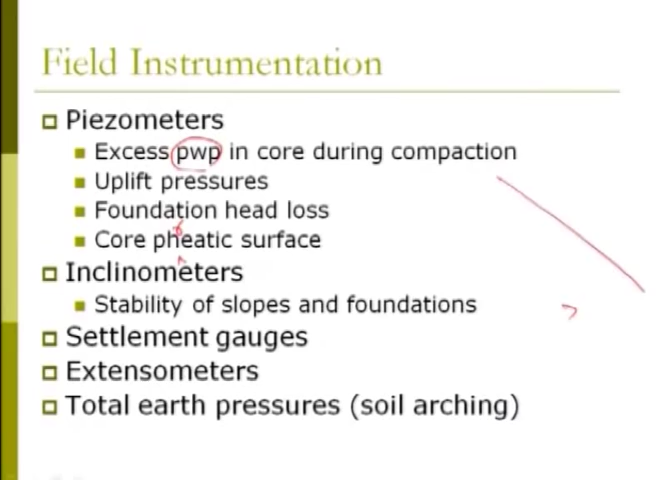 Field Instrumentation
Piezometers
Excess pwp in core during compaction
Uplift pressures
Foundation head loss
Core pheatic surface
Inclinometers
Stability of slopes and foundations
Settlement gauges
Extensometers
Total earth pressures (soil arching)